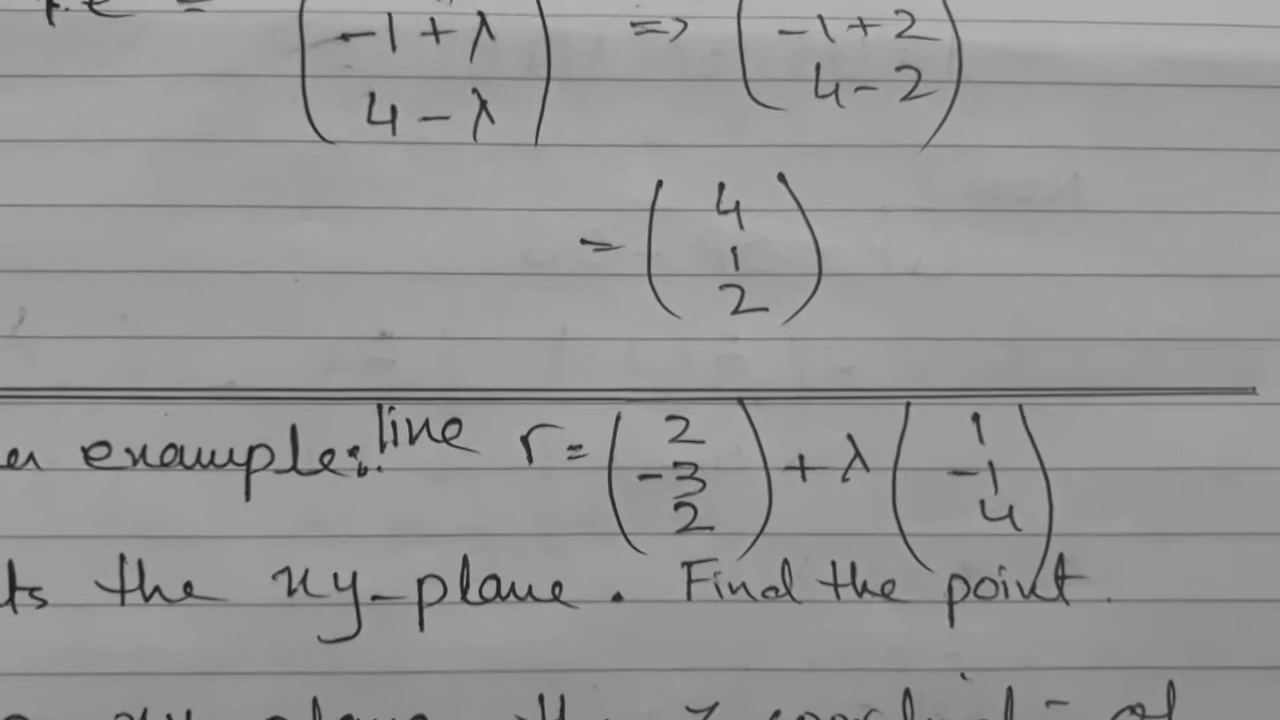 -1 + λ => -1 + 2
4 - λ 4 - 2
= ( 4
1
2 )
example: line r = ( 2 -3 2 ) + λ ( 1 -1 4 )
ts the xy-plane. Find the point.